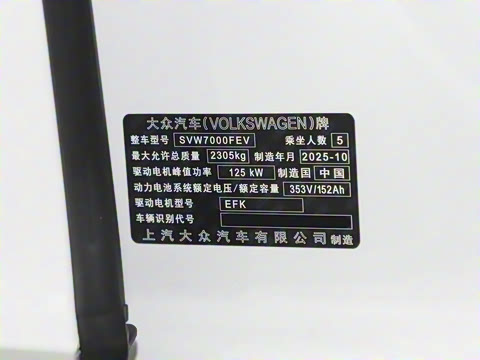 大众汽车(VOLKSWAGEN)牌
整车型号 SVW7000FEV 乘坐人数 5
最大允许总质量 2305kg 制造年月 2025-10
驱动电机峰值功率 125 kW 制造国 中国
动力电池系统额定电压/额定容量 353V/152Ah
驱动电机型号 EFK
车辆识别代号
上汽大众汽车有限公司 制造